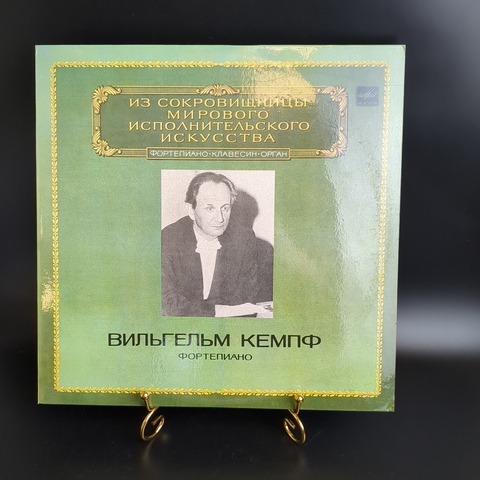 ИЗ СОКРОВИЩНИЦЫ
МИРОВОГО
ИСПОЛНИТЕЛЬСКОГО
ИСКУССТВА
ФОРТЕПИАНО·КЛАВЕСИН·ОРГАН
ВИЛЬГЕЛЬМ КЕМПФ
ФОРТЕПИАНО